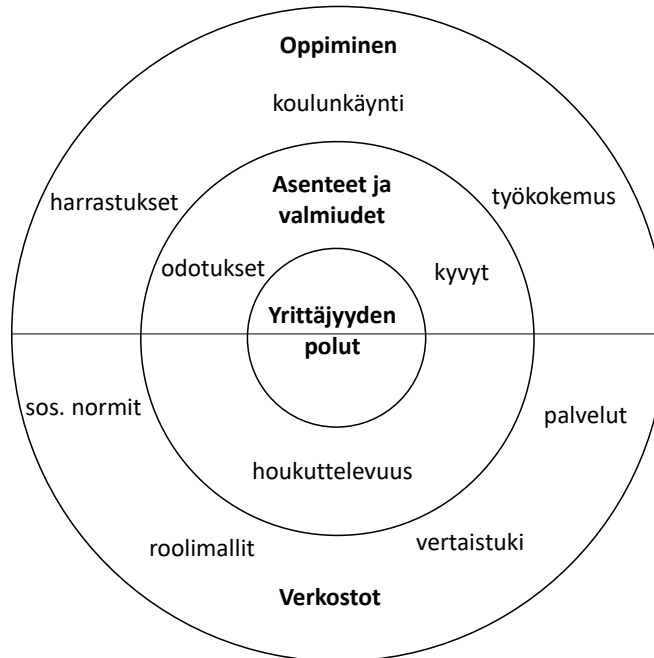 Oppiminen
koulunkäynti
harrastukset
työkokemus
Asenteet ja
valmiudet
odotukset
kyvyt
Yrittäjyyden
polut
sos. normit
palvelut
houkuttelevuus
roolimallit
vertaistuki
Verkostot